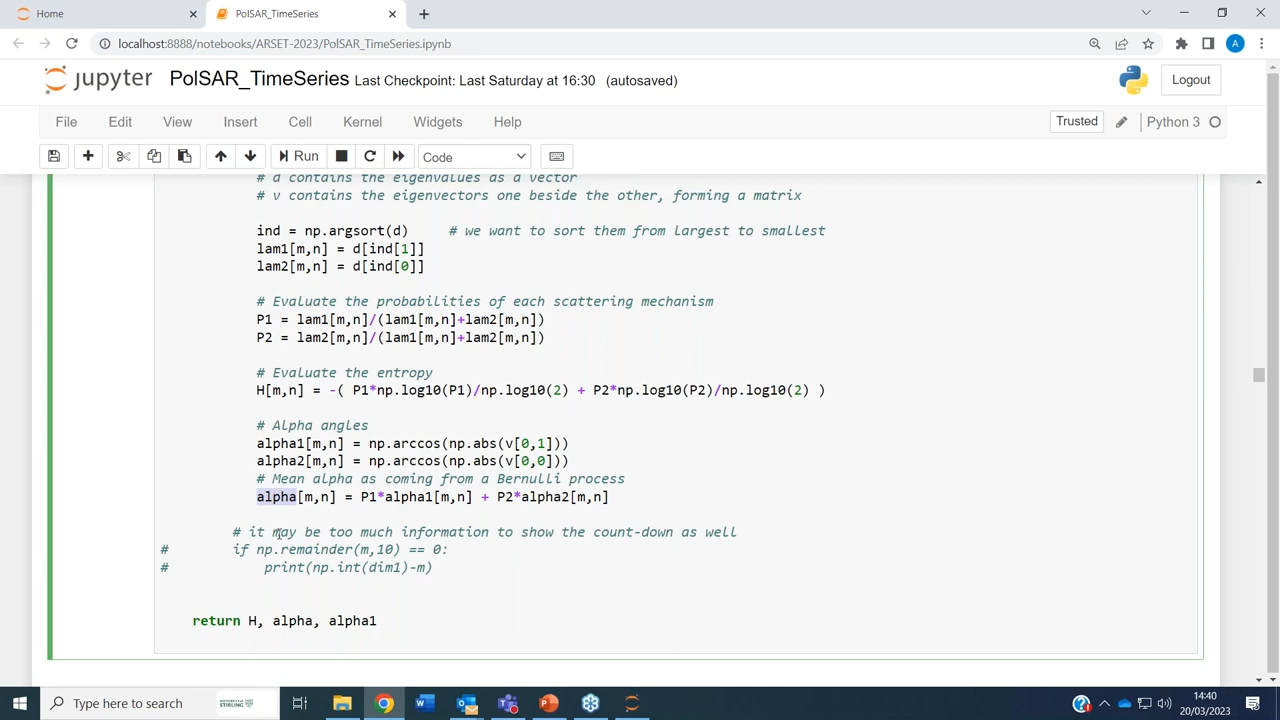 Home
PolSAR_TimeSeries
localhost:8888/notebooks/ARSET-2023/PolSAR_TimeSeries.ipynb
A
jupyter PolSAR_TimeSeries Last Checkpoint: Last Saturday at 16:30 (autosaved)
Logout
File Edit View Insert Cell Kernel Widgets Help
Trusted
Python 3
Run
Code
# d contains the eigenvalues as a vector
# v contains the eigenvectors one beside the other, forming a matrix
ind = np.argsort(d)     # we want to sort them from largest to smallest
lam1[m,n] = d[ind[1]]
lam2[m,n] = d[ind[0]]
# Evaluate the probabilities of each scattering mechanism
P1 = lam1[m,n]/(lam1[m,n]+lam2[m,n])
P2 = lam2[m,n]/(lam1[m,n]+lam2[m,n])
# Evaluate the entropy
H[m,n] = -( P1*np.log10(P1)/np.log10(2) + P2*np.log10(P2)/np.log10(2) )
# Alpha angles
alpha1[m,n] = np.arccos(np.abs(v[0,1]))
alpha2[m,n] = np.arccos(np.abs(v[0,0]))
# Mean alpha as coming from a Bernulli process
alpha[m,n] = P1*alpha1[m,n] + P2*alpha2[m,n]
# it may be too much information to show the count-down as well
#        if np.remainder(m,10) == 0:
#            print(np.int(dim1)-m)
return H, alpha, alpha1
Type here to search
14:40
20/03/2023